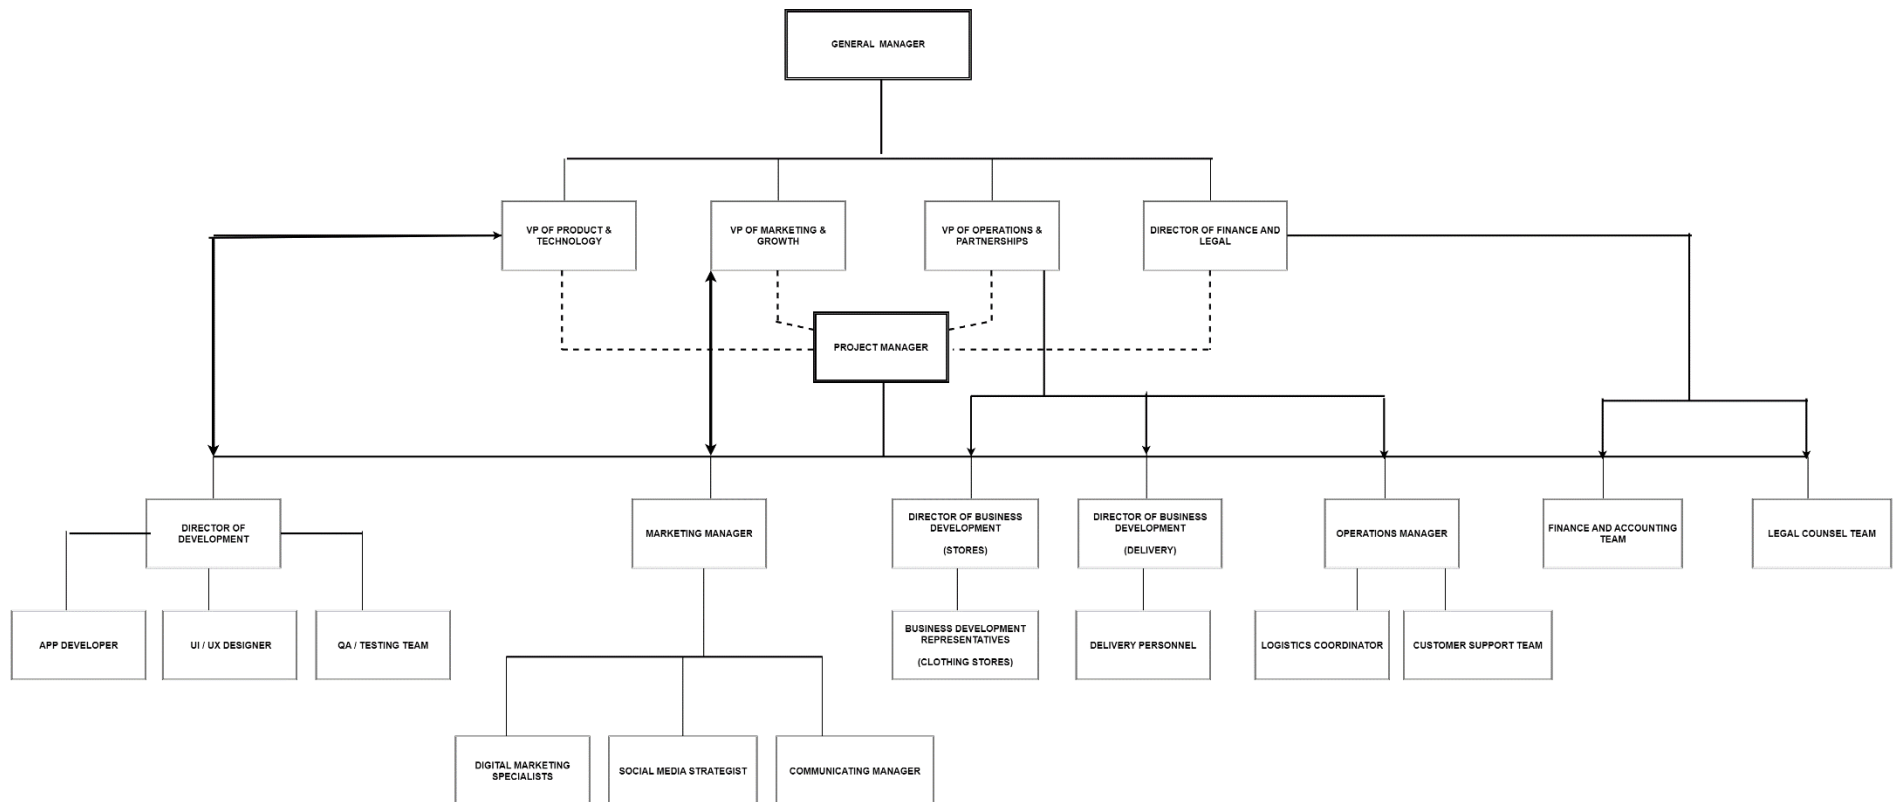 GENERAL MANAGER
VP OF PRODUCT &
TECHNOLOGY
VP OF MARKETING &
GROWTH
VP OF OPERATIONS &
PARTNERSHIPS
DIRECTOR OF FINANCE AND
LEGAL
PROJECT MANAGER
DIRECTOR OF
DEVELOPMENT
MARKETING MANAGER
DIRECTOR OF BUSINESS
DEVELOPMENT
(STORES)
DIRECTOR OF BUSINESS
DEVELOPMENT
(DELIVERY)
OPERATIONS MANAGER
FINANCE AND ACCOUNTING
TEAM
LEGAL COUNSEL TEAM
APP DEVELOPER
UI / UX DESIGNER
QA / TESTING TEAM
BUSINESS DEVELOPMENT
REPRESENTATIVES
(CLOTHING STORES)
DELIVERY PERSONNEL
LOGISTICS COORDINATOR
CUSTOMER SUPPORT TEAM
DIGITAL MARKETING
SPECIALISTS
SOCIAL MEDIA STRATEGIST
COMMUNICATING MANAGER